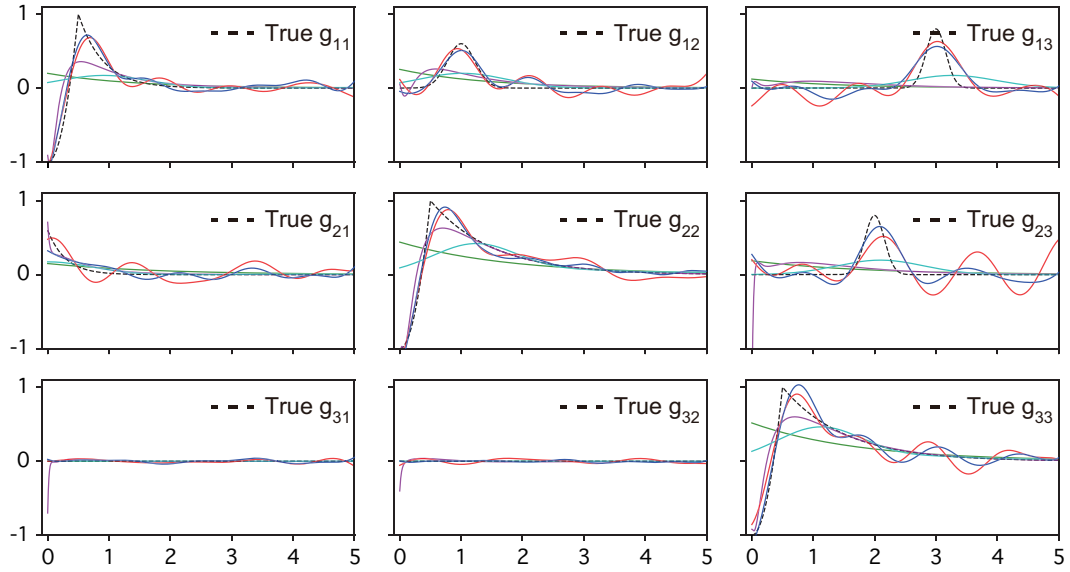 1
0
-1
True g11
True g12
True g13
1
0
-1
True g21
True g22
True g23
1
0
-1
True g31
True g32
True g33
0 1 2 3 4 5
0 1 2 3 4 5
0 1 2 3 4 5